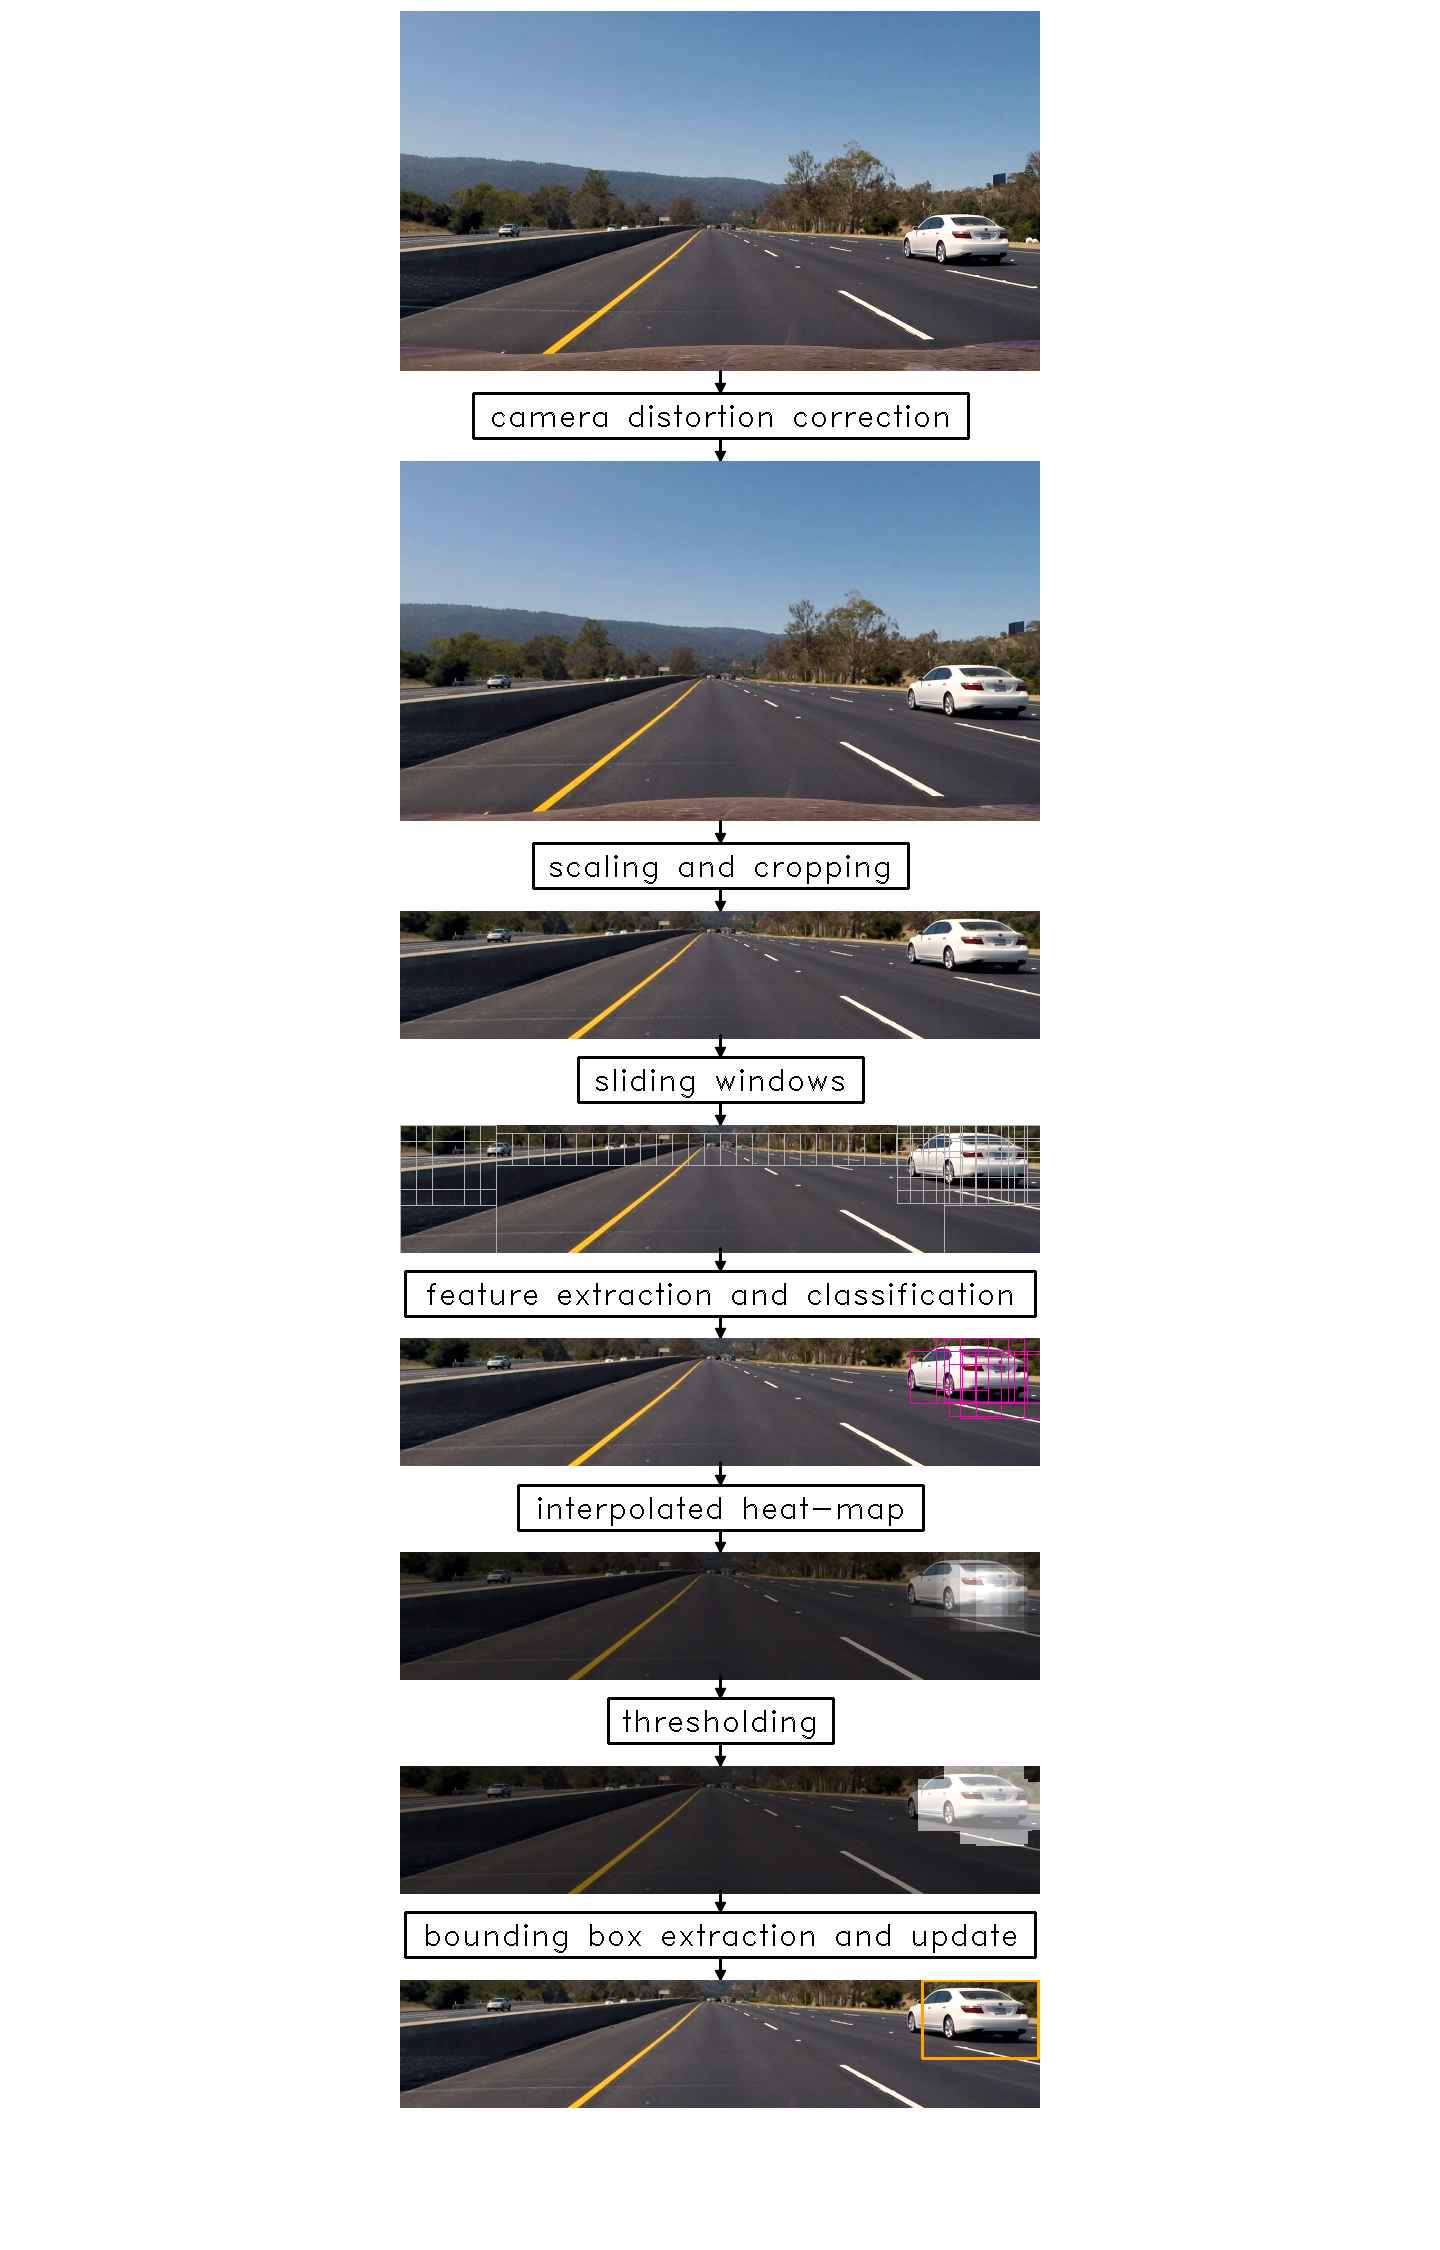 camera distortion correction
scaling and cropping
sliding windows
feature extraction and classification
interpolated heat-map
thresholding
bounding box extraction and update